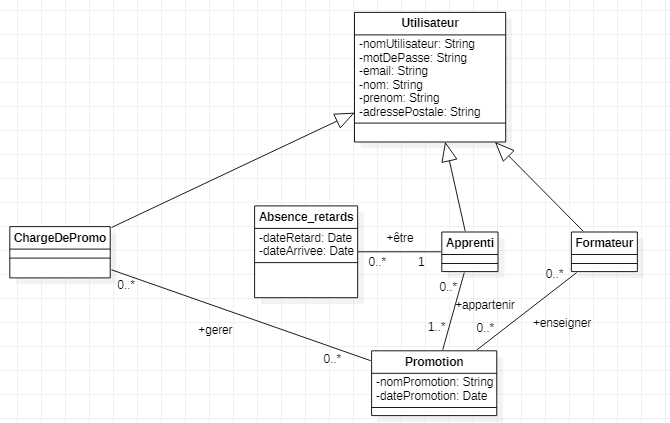 Utilisateur
-nomUtilisateur: String
-motDePasse: String
-email: String
-nom: String
-prenom: String
-adressePostale: String
Absence_retards
-dateRetard: Date
-dateArrivee: Date
ChargeDePromo
+être
0..*
1
Apprenti
Formateur
0..*
0..*
0..*
+appartenir
+gerer
1..*
0..*
+enseigner
0..*
Promotion
-nomPromotion: String
-datePromotion: Date